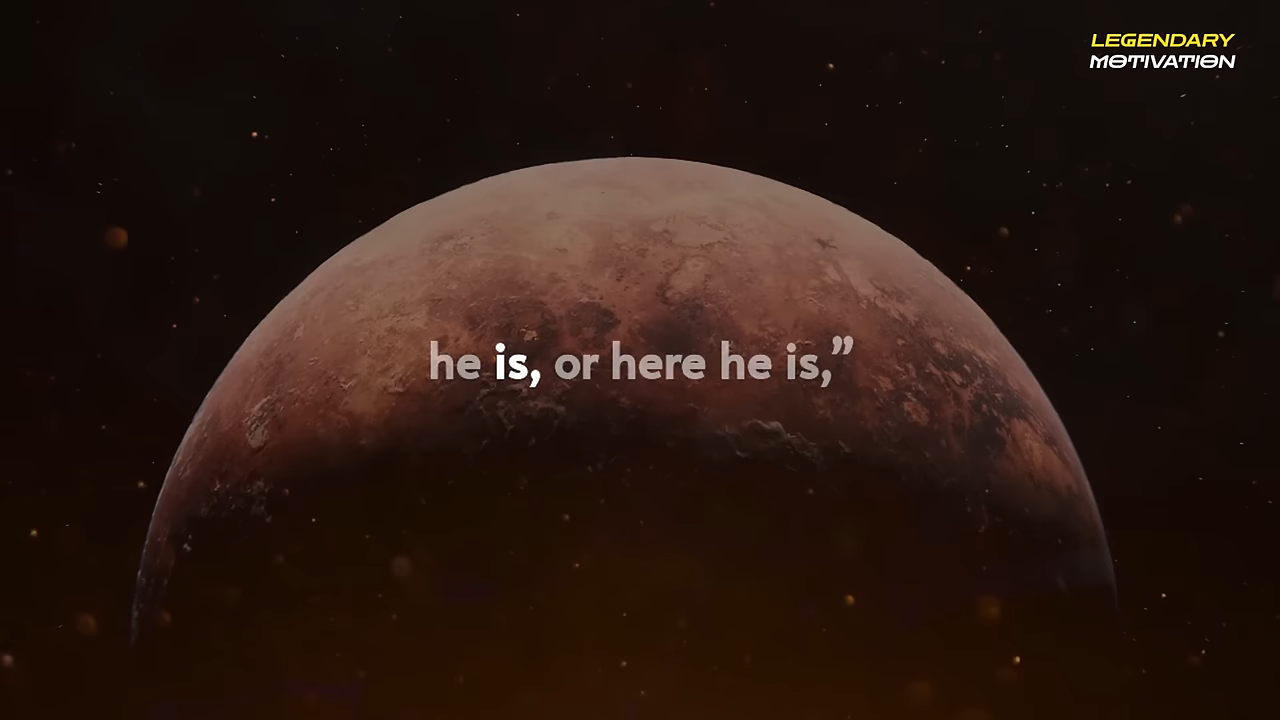 LEGENDARY
MOTIVATION
he is, or here he is,”